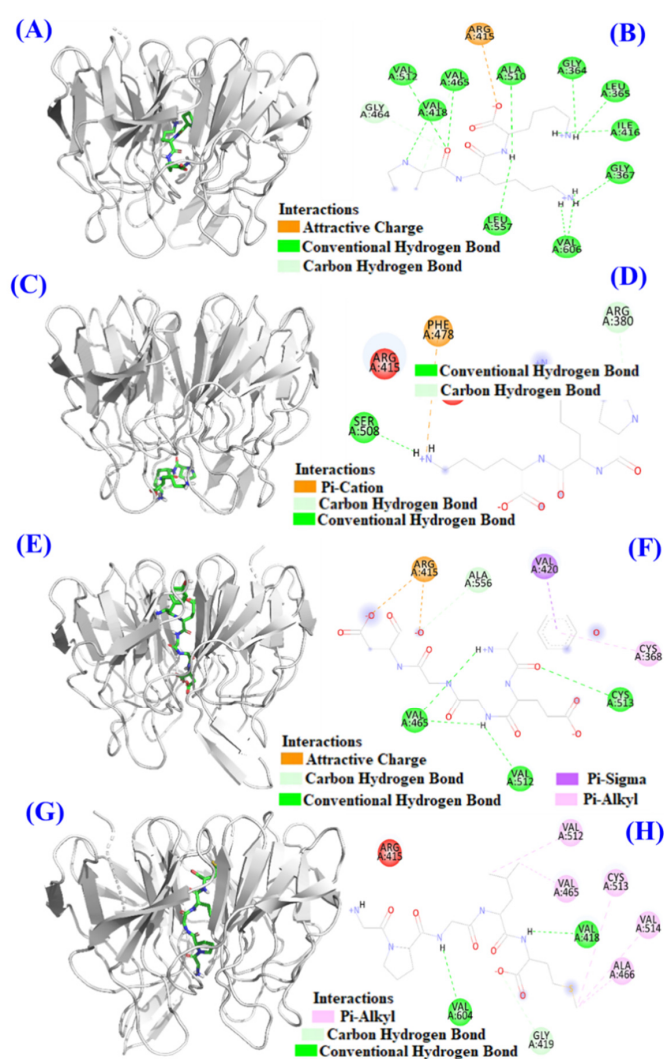 (A)
(B)
ARG
A:415
VAL
A:512
VAL
A:465
ALA
A:510
GLY
A:364
LEU
A:365
VAL
A:418
GLY
A:464
ILE
A:416
GLY
A:367
LEU
A:557
VAL
A:606
Interactions
Attractive Charge
Conventional Hydrogen Bond
Carbon Hydrogen Bond
(C)
(D)
PHE
A:478
ARG
A:380
ARG
A:415
Conventional Hydrogen Bond
Carbon Hydrogen Bond
SER
A:508
Interactions
Pi-Cation
Carbon Hydrogen Bond
Conventional Hydrogen Bond
(E)
(F)
ARG
A:415
ALA
A:556
VAL
A:420
CYS
A:368
CYS
A:513
VAL
A:465
VAL
A:512
Interactions
Attractive Charge
Carbon Hydrogen Bond
Conventional Hydrogen Bond
Pi-Sigma
Pi-Alkyl
(G)
(H)
ARG
A:415
VAL
A:512
VAL
A:465
CYS
A:513
VAL
A:418
VAL
A:514
ALA
A:466
VAL
A:604
GLY
A:419
Interactions
Pi-Alkyl
Carbon Hydrogen Bond
Conventional Hydrogen Bond